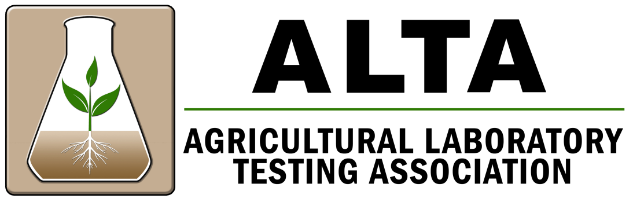 ALTA
AGRICULTURAL LABORATORY
TESTING ASSOCIATION